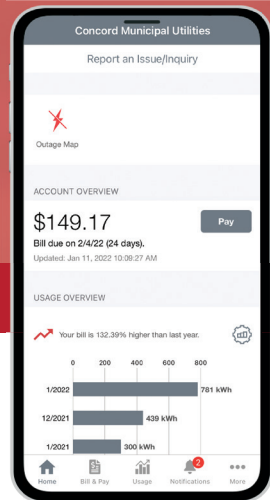 Concord Municipal Utilities
Report an Issue/Inquiry
Outage Map
ACCOUNT OVERVIEW
$149.17
Pay
Bill due on 2/4/22 (24 days).
Updated: Jan 11, 2022 10:09:27 AM
USAGE OVERVIEW
Your bill is 132.39% higher than last year.
0 200 400 600 800
1/2022 781 kWh
12/2021 439 kWh
1/2021 300 kWh
2
Home Bill & Pay Usage Notifications More